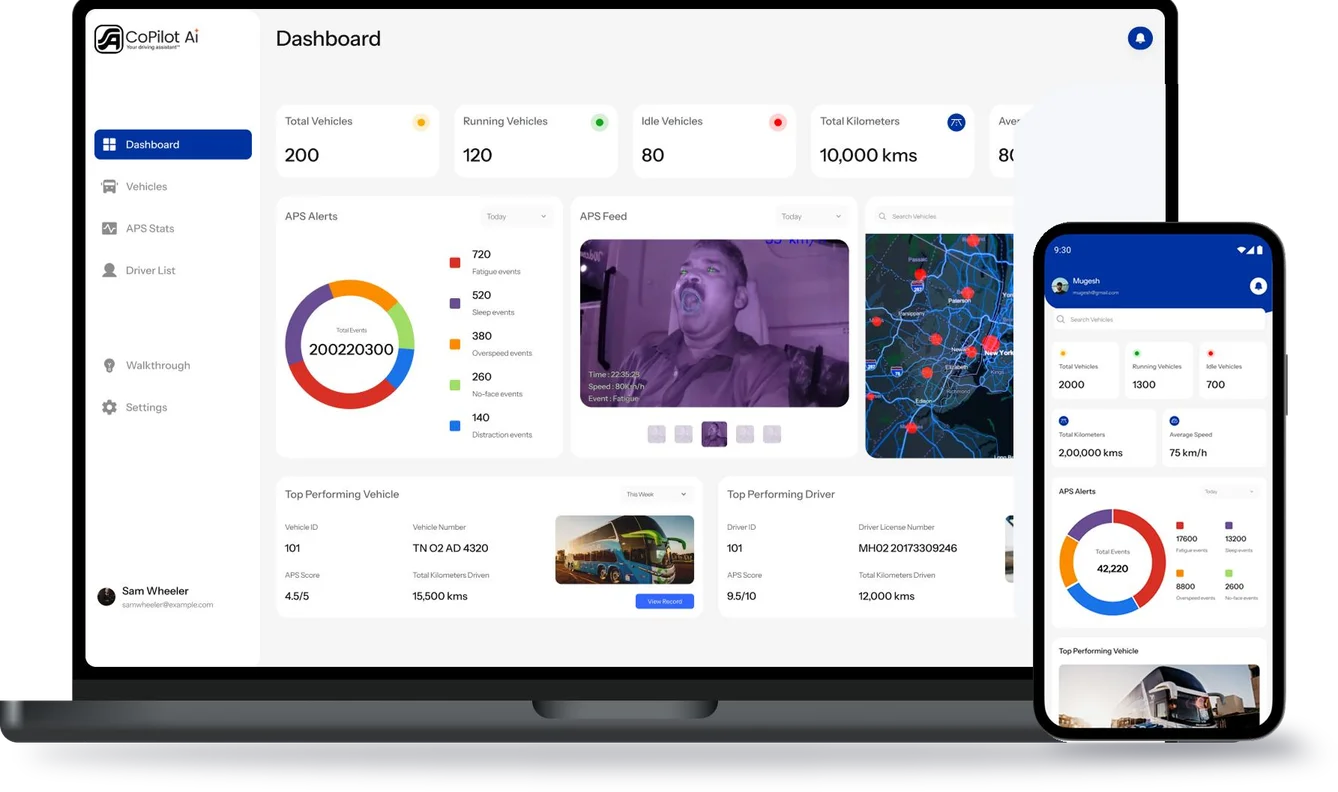 CoPilot Ai
Your driving assistant™
Dashboard
Dashboard
Vehicles
APS Stats
Driver List
Walkthrough
Settings
Sam Wheeler
samwheeler@example.com
Total Vehicles
200
Running Vehicles
120
Idle Vehicles
80
Total Kilometers
10,000 kms
APS Alerts
Today
Total Events
200220300
720
Fatigue events
520
Sleep events
380
Overspeed events
260
No-face events
140
Distraction events
APS Feed
Today
Time : 22:35:23
Speed : 80Km/h
Event : Fatigue
Search Vehicles
Passaic
287
Paterson
Parsippany
New York
Elizabeth
Kings
Richmond
Edison
Top Performing Vehicle
This Week
Vehicle ID
101
Vehicle Number
TN O2 AD 4320
APS Score
4.5/5
Total Kilometers Driven
15,500 kms
View Record
Top Performing Driver
Driver ID
101
Driver License Number
MH02 20173309246
APS Score
9.5/10
Total Kilometers Driven
12,000 kms
9:30
Mugesh
mugesh@gmail.com
Search Vehicles
Total Vehicles
2000
Running Vehicles
1300
Idle Vehicles
700
Total Kilometers
2,00,000 kms
Average Speed
75 km/h
APS Alerts
Today
Total Events
42,220
17600
Fatigue events
13200
Sleep events
8800
Overspeed events
2600
No-face events
Top Performing Vehicle